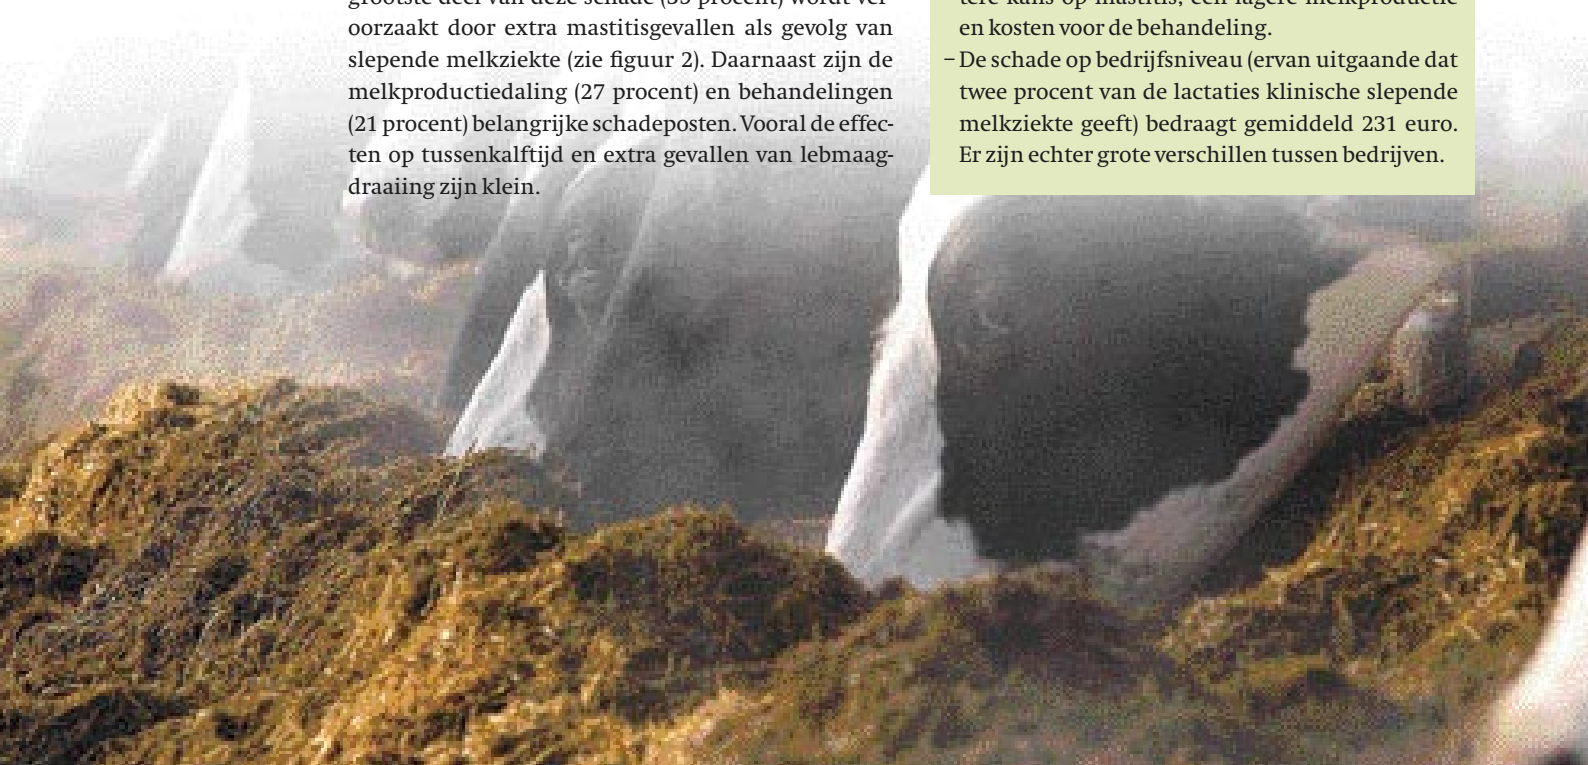 oorzaakt door extra mastitisgevallen als gevolg van
slepende melkziekte (zie figuur 2). Daarnaast zijn de
melkproductiedaling (27 procent) en behandelingen
(21 procent) belangrijke schadeposten. Vooral de effec-
ten op tussenkalftijd en extra gevallen van lebmaag-
draaiing zijn klein.
en kosten voor de behandeling.
– De schade op bedrijfsniveau (ervan uitgaande dat
twee procent van de lactaties klinische slepende
melkziekte geeft) bedraagt gemiddeld 231 euro.
Er zijn echter grote verschillen tussen bedrijven.